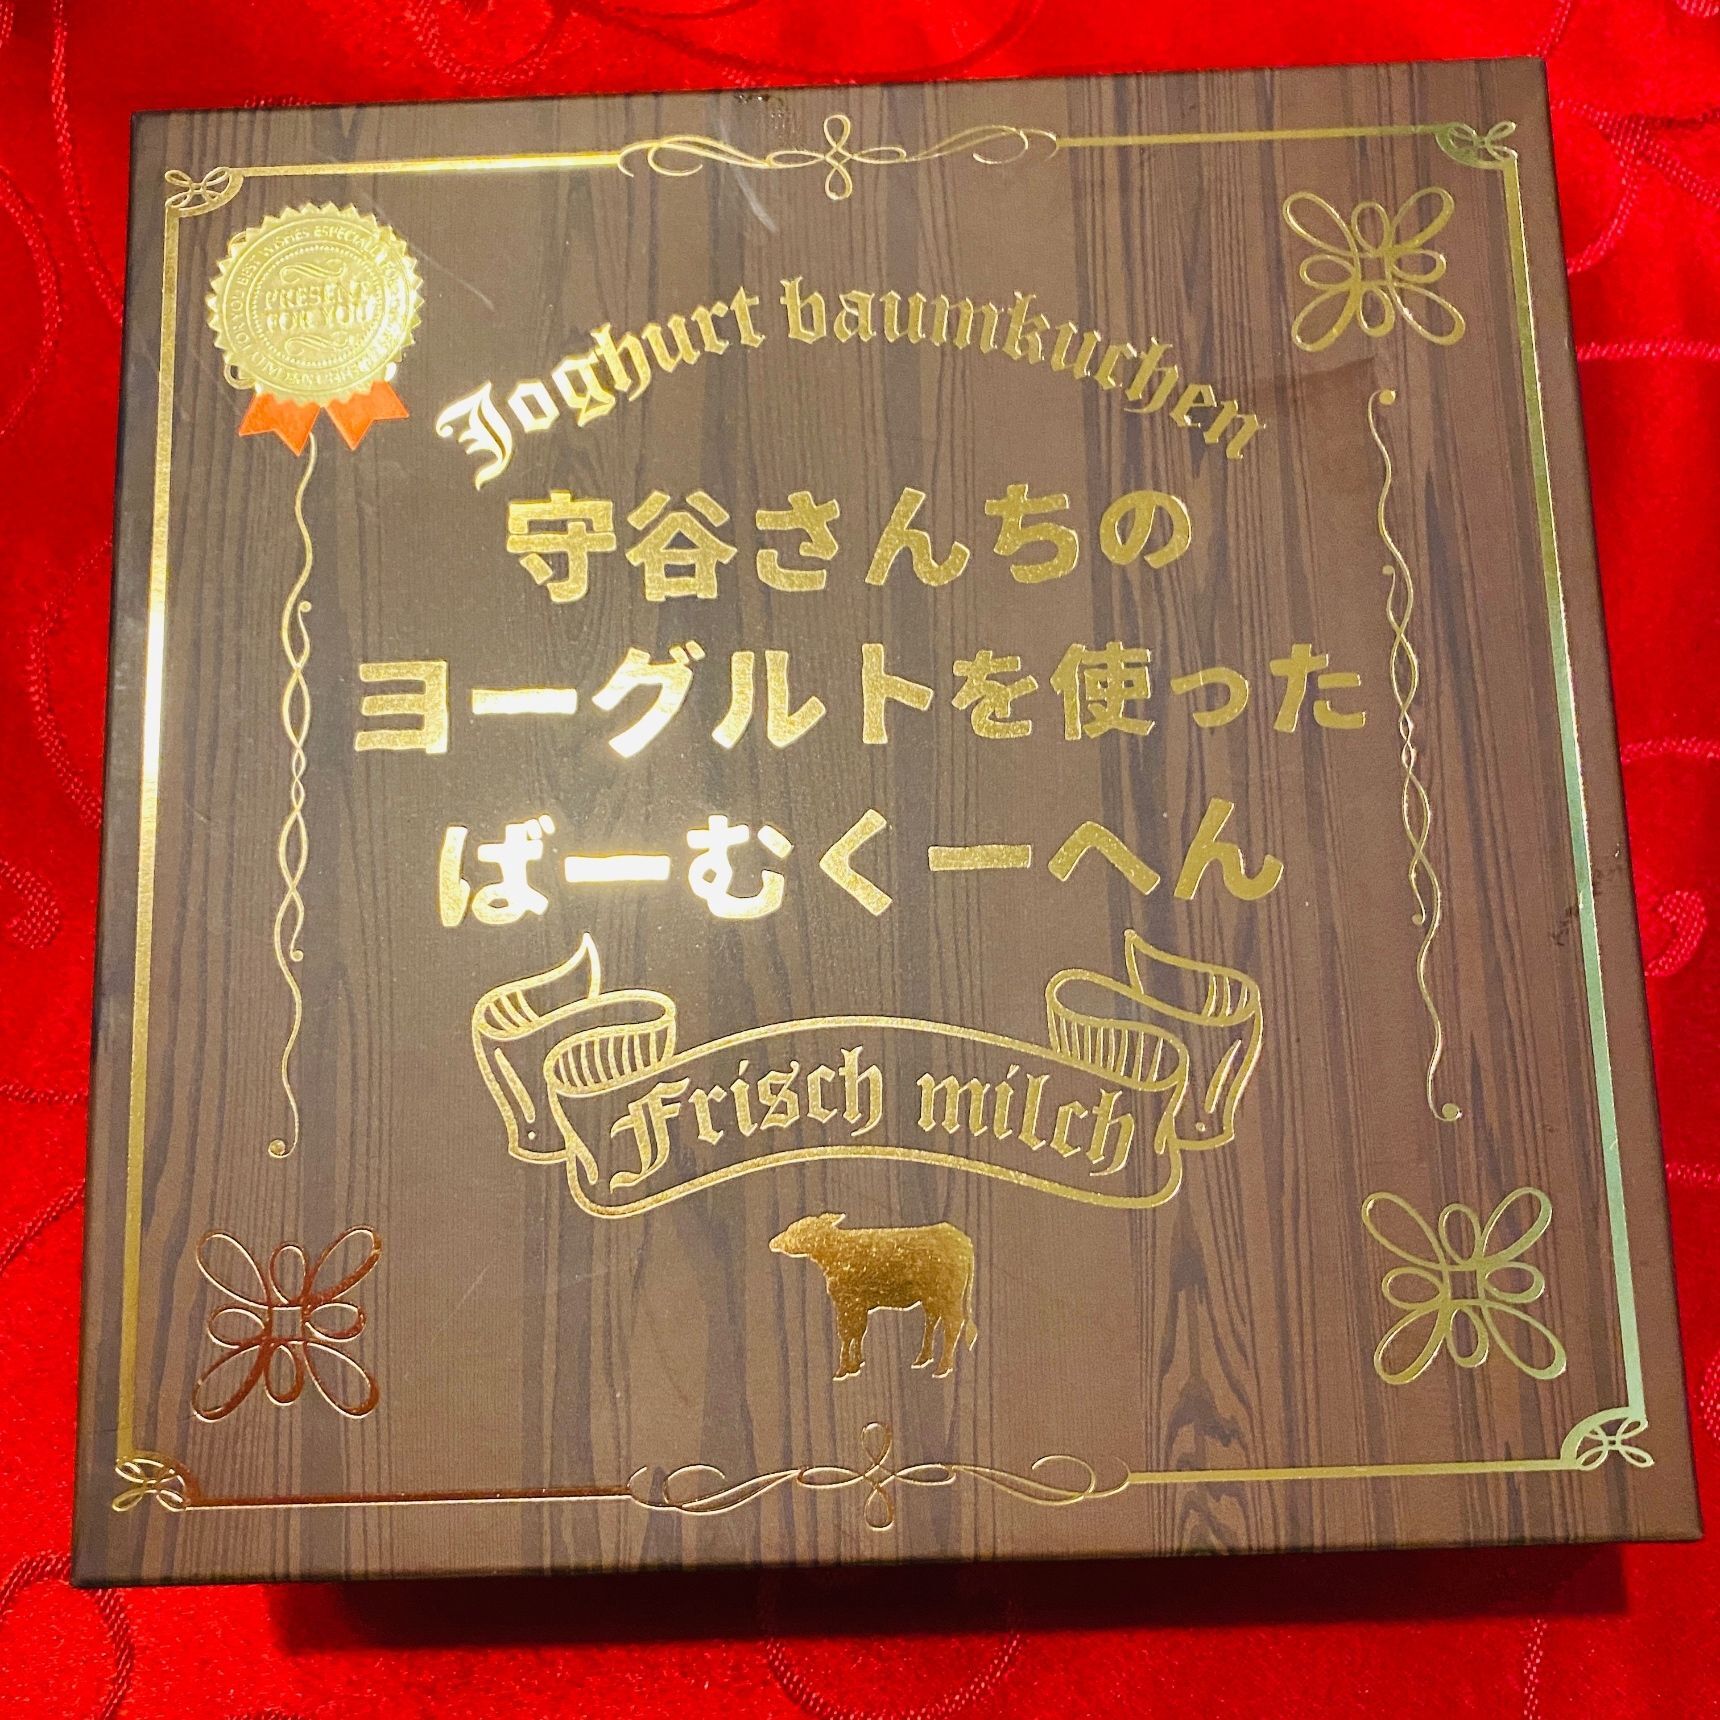 PRESENT
FOR YOU
Joghurt baumkuchen
守谷さんちの
ヨーグルトを使った
ばーむくーへん
Frisch milch